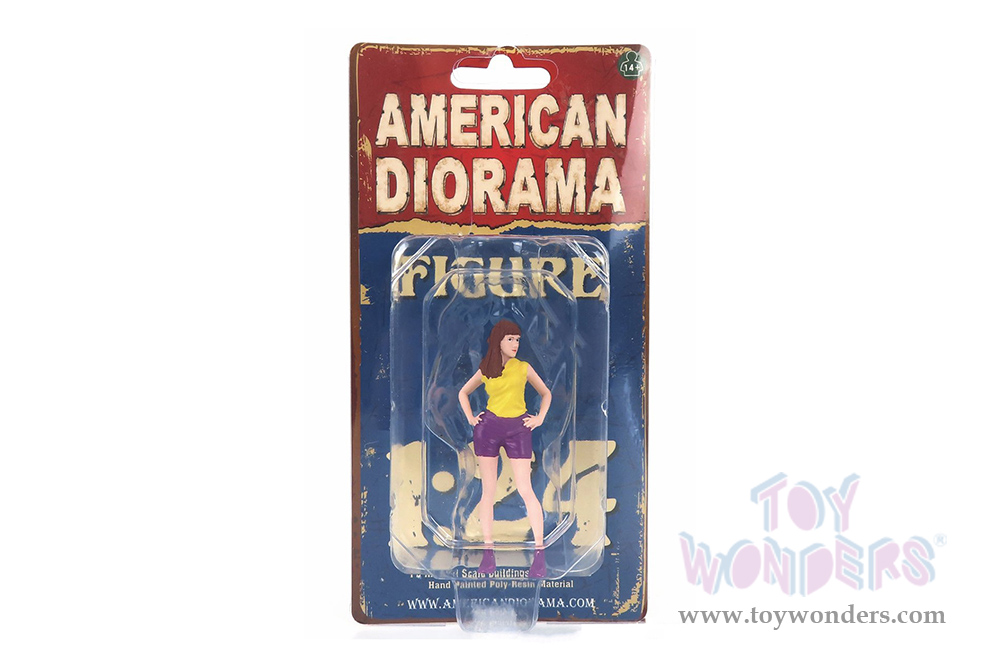 14+
AMERICAN
DIORAMA
FIGURE
1:24
Scale Buildings
Hand Painted Poly-Resin Material
WWW.AMERICANDIORAMA.COM
TOY
WONDERS®
www.toywonders.com